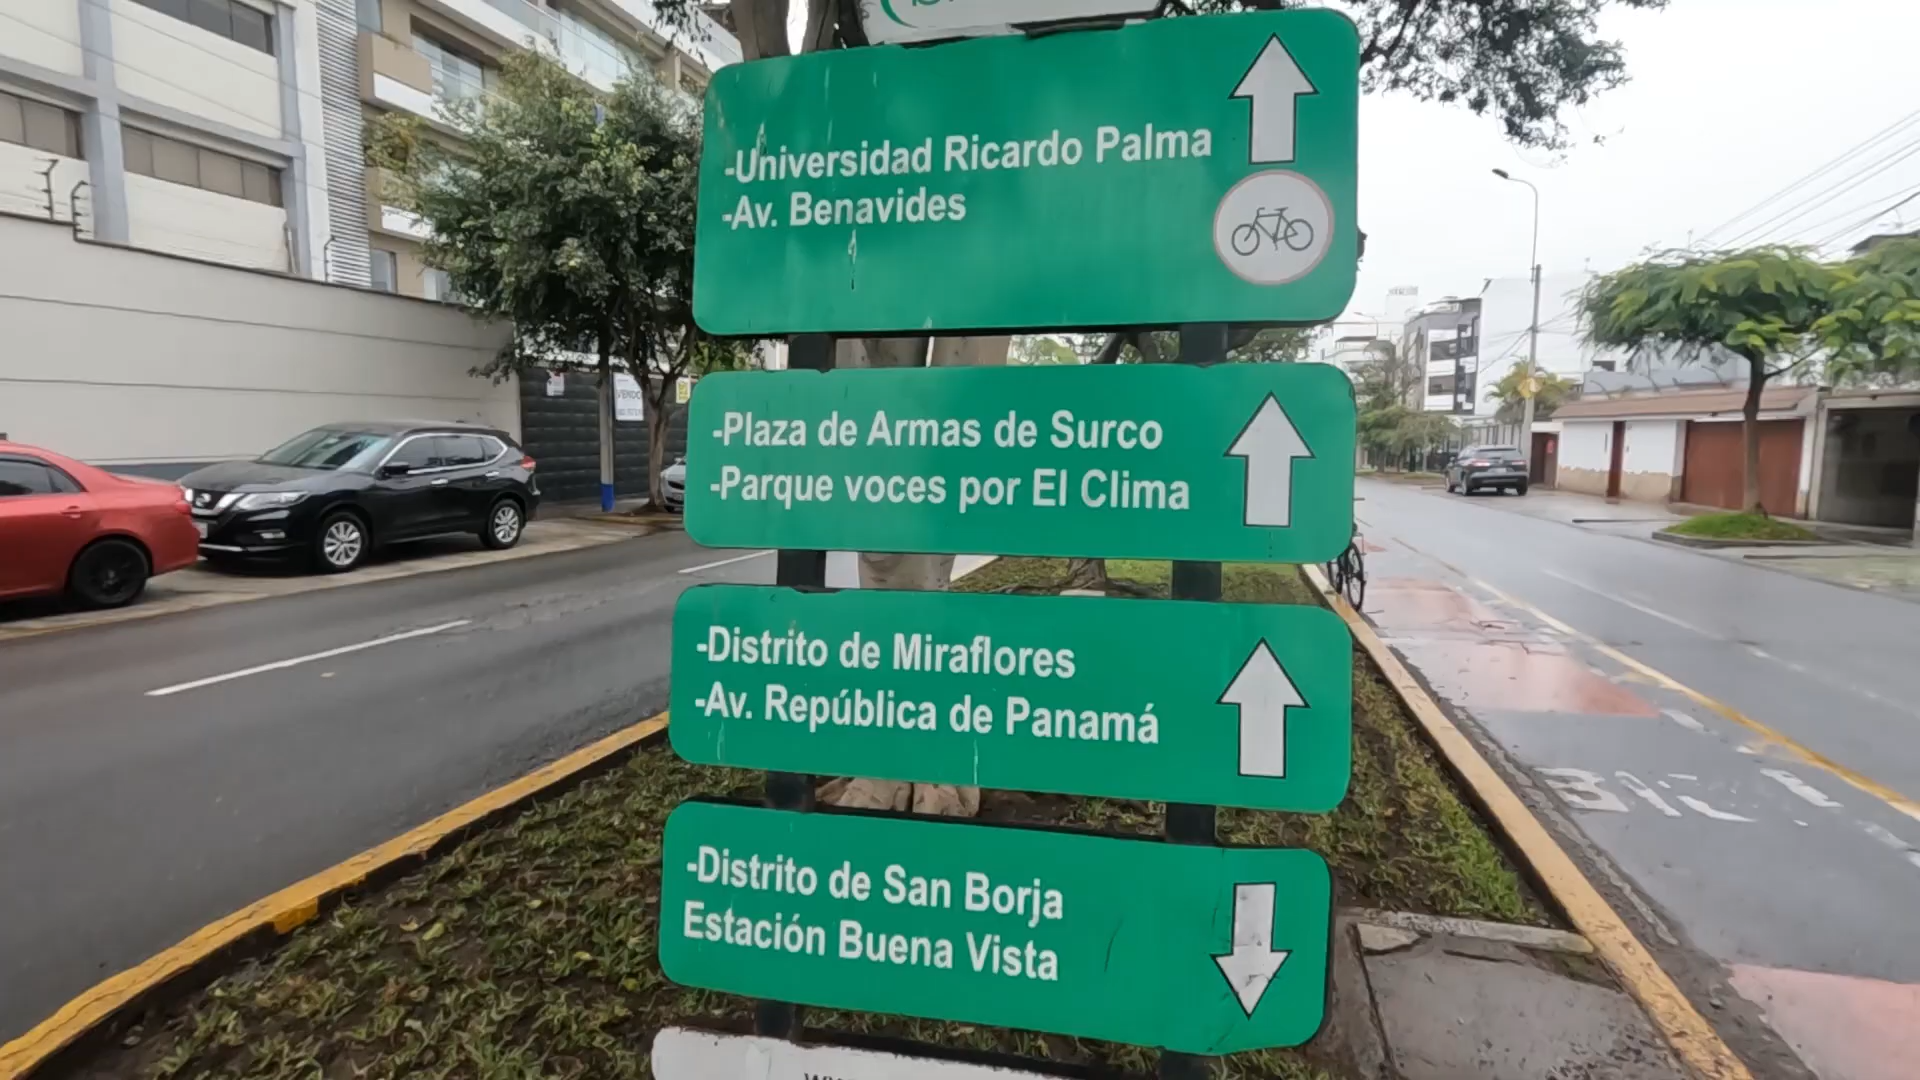 -Universidad Ricardo Palma
-Av. Benavides
-Plaza de Armas de Surco
-Parque voces por El Clima
-Distrito de Miraflores
-Av. República de Panamá
-Distrito de San Borja
Estación Buena Vista
VENDO